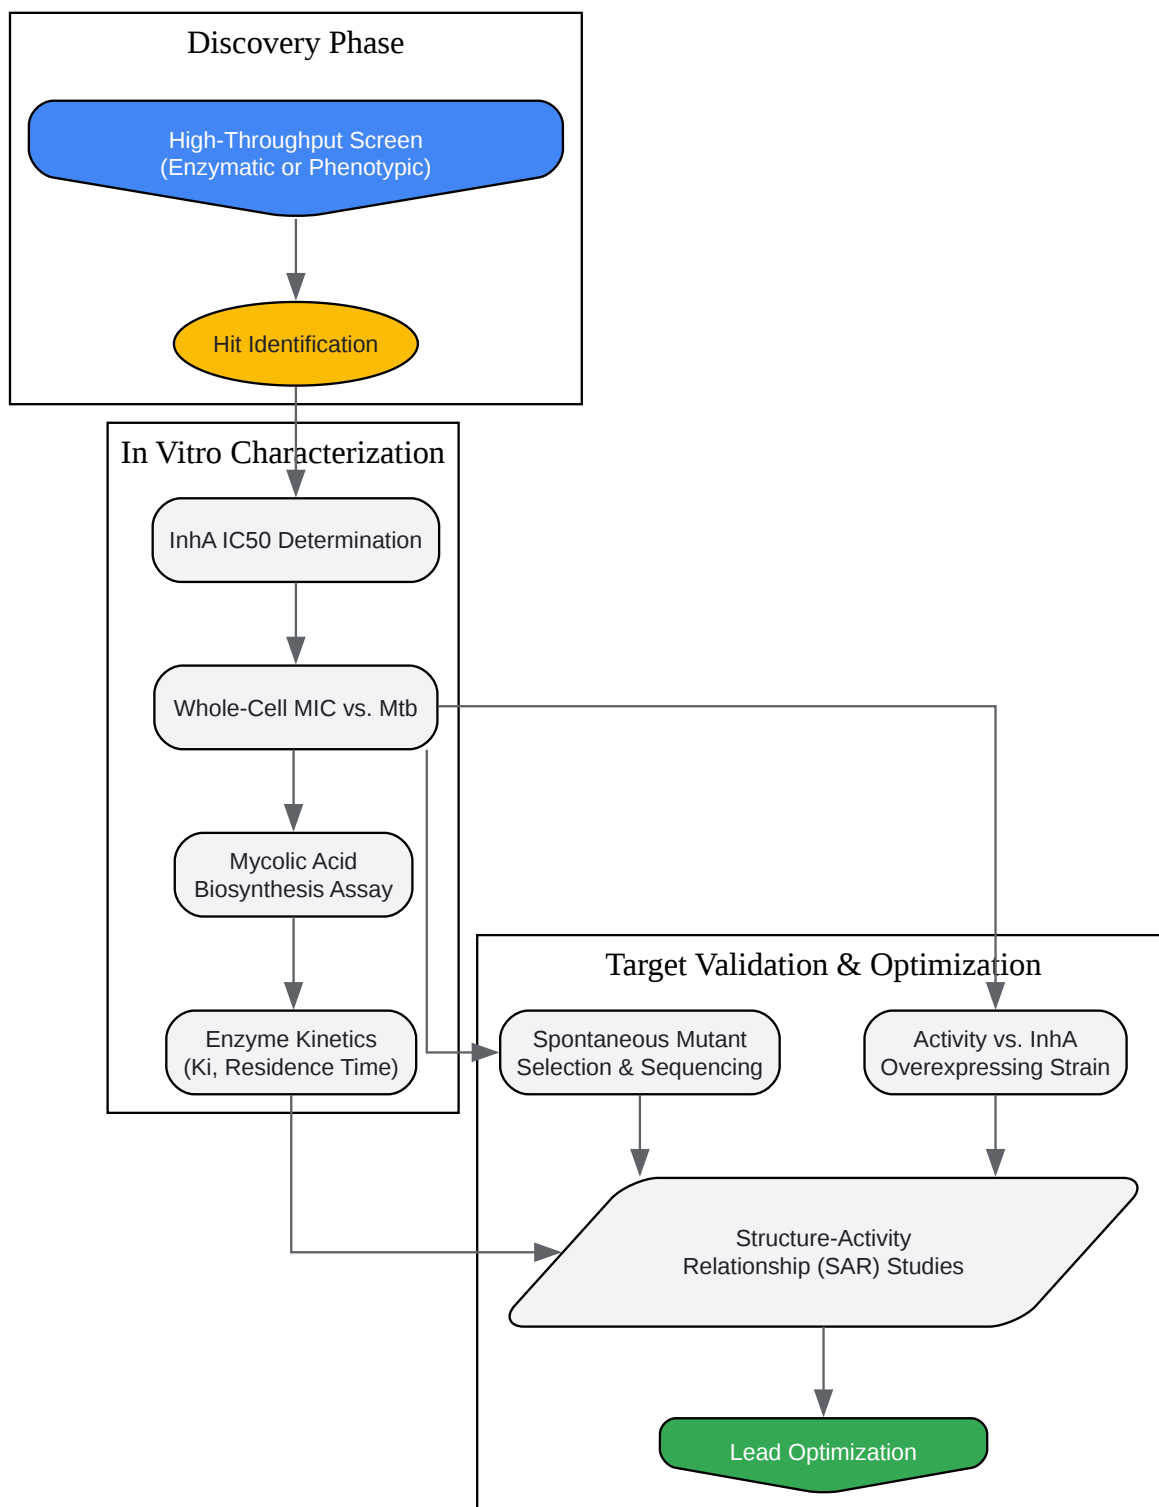 Discovery Phase
High-Throughput Screen
(Enzymatic or Phenotypic)
Hit Identification
In Vitro Characterization
InhA IC50 Determination
Whole-Cell MIC vs. Mtb
Mycolic Acid
Biosynthesis Assay
Enzyme Kinetics
(Ki, Residence Time)
Target Validation & Optimization
Spontaneous Mutant
Selection & Sequencing
Activity vs. InhA
Overexpressing Strain
Structure-Activity
Relationship (SAR) Studies
Lead Optimization